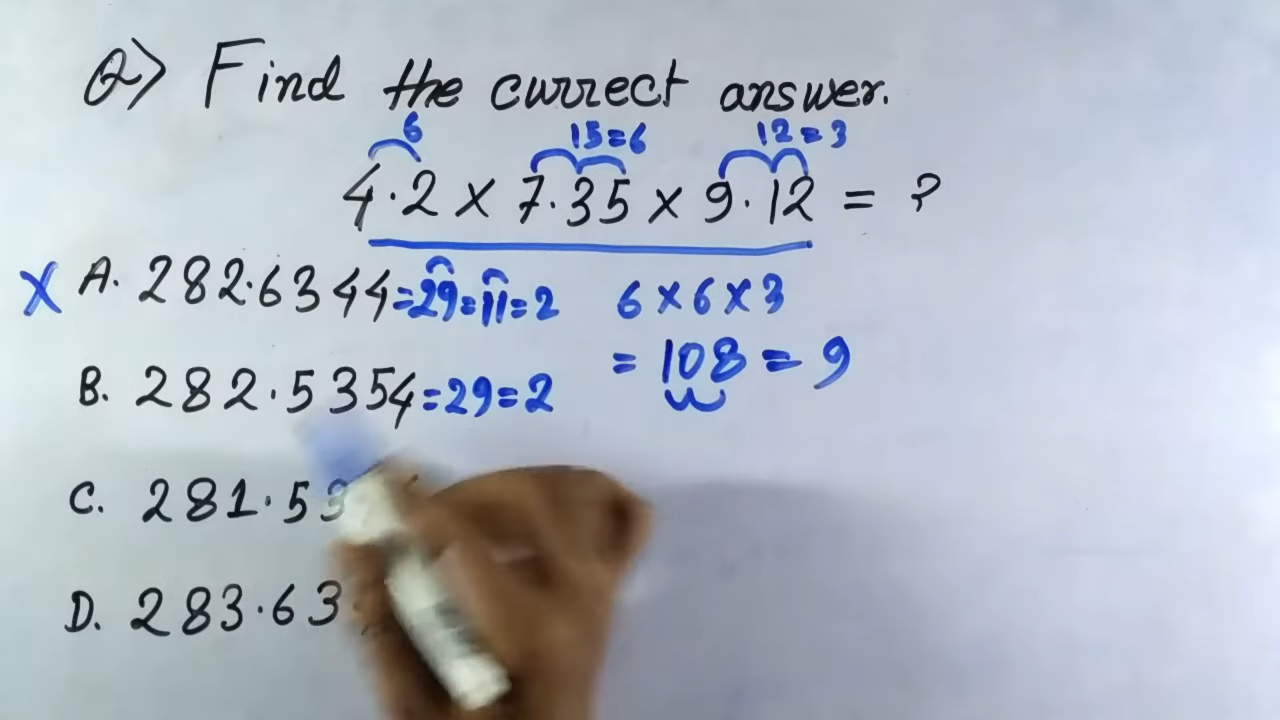 Q> Find the currect answer.
6 15=6 12=3
4.2 x 7.35 x 9.12 = ?
X A. 282.6344=29=11=2 6 x 6 x 3
= 108 = 9
B. 282.5354=29=2
C. 281.53
D. 283.63